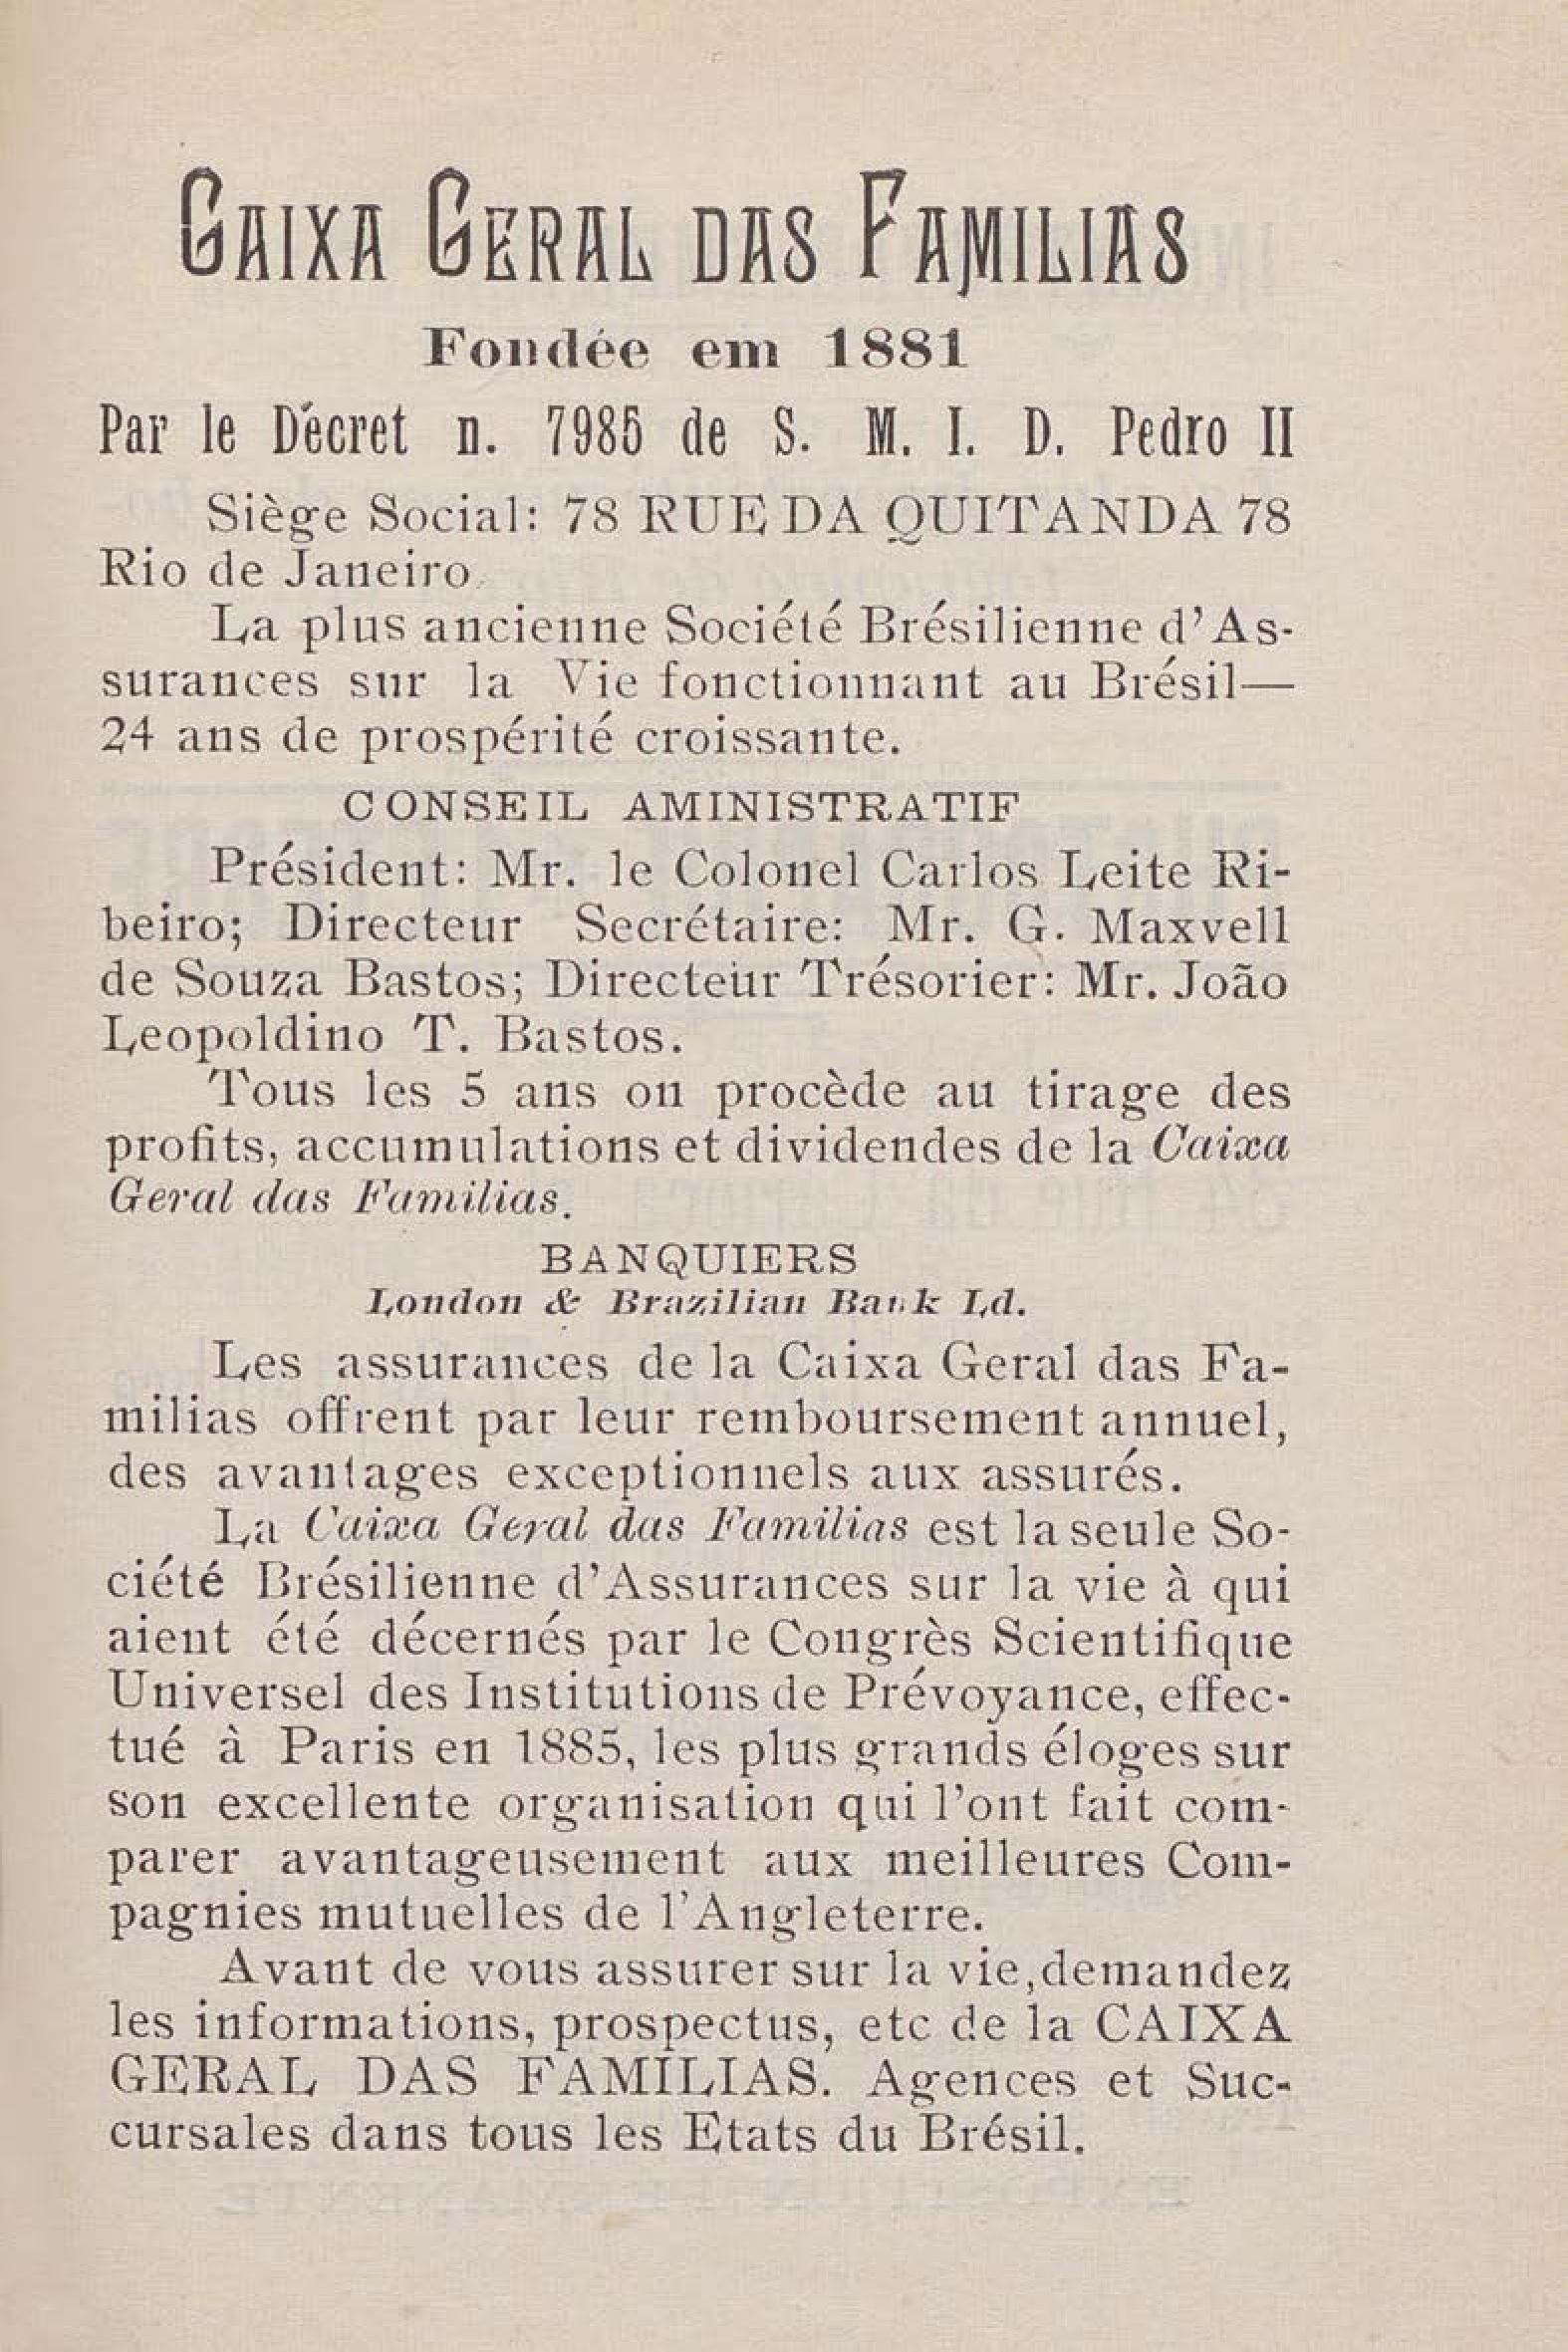 CAIXA GERAL DAS FAMILIAS
Fondée em 1881
Par le Décret n. 7985 de S. M. I. D. Pedro II
Siège Social: 78 RUE DA QUITANDA 78
Rio de Janeiro.
La plus ancienne Société Brésilienne d'As-
surances sur la Vie fonctionnant au Brésil—
24 ans de prospérité croissante.
CONSEIL AMINISTRATIF
Président: Mr. le Colonel Carlos Leite Ri-
beiro; Directeur Secrétaire: Mr. G. Maxvell
de Souza Bastos; Directeur Trésorier: Mr. João
Leopoldino T. Bastos.
Tous les 5 ans on procède au tirage des
profits, accumulations et dividendes de la Caixa
Geral das Familias.
BANQUIERS
London & Brazilian Bank Ld.
Les assurances de la Caixa Geral das Fa-
milias offrent par leur remboursement annuel,
des avantages exceptionnels aux assurés.
La Caixa Geral das Familias est la seule So-
ciété Brésilienne d'Assurances sur la vie à qui
aient été décernés par le Congrès Scientifique
Universel des Institutions de Prévoyance, effec-
tué à Paris en 1885, les plus grands éloges sur
son excellente organisation qui l'ont fait com-
parer avantageusement aux meilleures Com-
pagnies mutuelles de l'Angleterre.
Avant de vous assurer sur la vie, demandez
les informations, prospectus, etc de la CAIXA
GERAL DAS FAMILIAS. Agences et Suc-
cursales dans tous les Etats du Brésil.